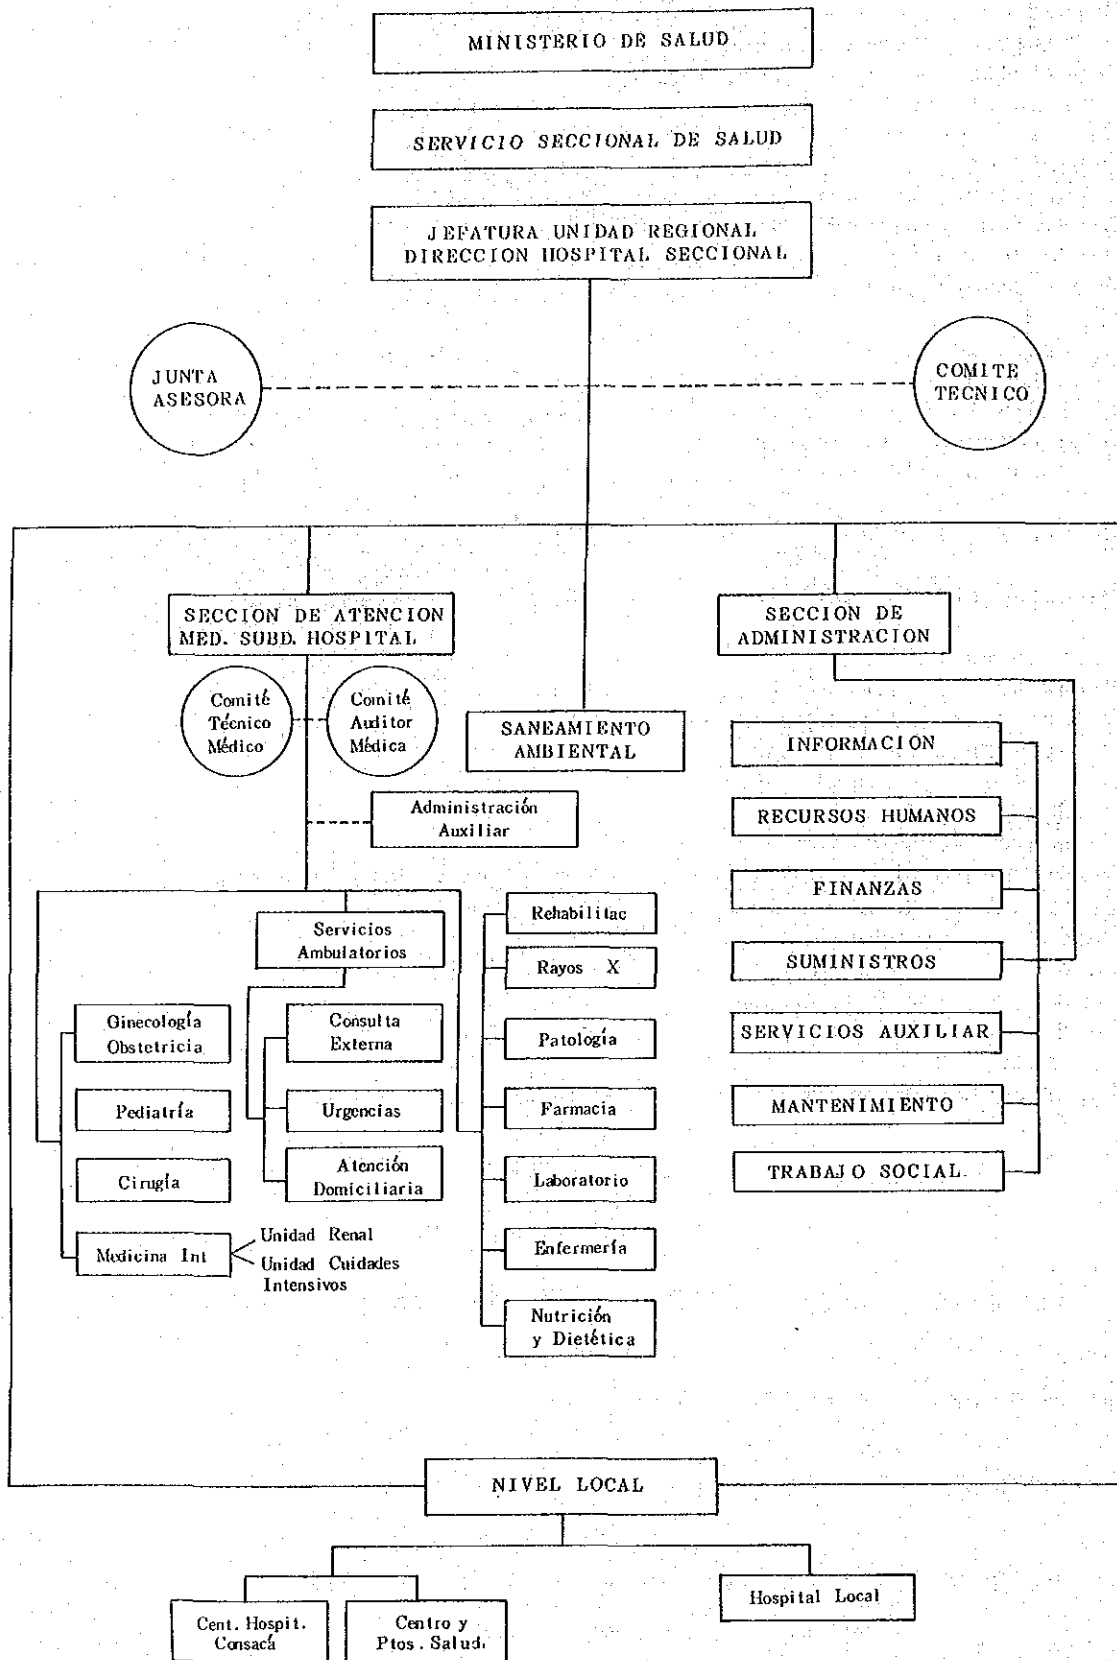 MINISTERIO DE SALUD
SERVICIO SECCIONAL DE SALUD
JEFATURA UNIDAD REGIONAL
DIRECCION HOSPITAL SECCIONAL
JUNTA
ASESORA
COMITE
TECNICO
SECCION DE ATENCION
MED. SUBD. HOSPITAL
SECCION DE
ADMINISTRACION
Comité
Técnico
Médico
Comité
Auditor
Médica
SANEAMIENTO
AMBIENTAL
Administración
Auxiliar
INFORMACION
RECURSOS HUMANOS
FINANZAS
SUMINISTROS
SERVICIOS AUXILIAR
MANTENIMIENTO
TRABAJO SOCIAL
Servicios
Ambulatorios
Ginecología
Obstetricia
Pediatría
Cirugía
Medicina Int
Unidad Renal
Unidad Cuidades
Intensivos
Consulta
Externa
Urgencias
Atención
Domiciliaria
Rehabilitac
Rayos X
Patología
Farmacia
Laboratorio
Enfermería
Nutrición
y Dietética
NIVEL LOCAL
Cent. Hospit.
Consacá
Centro y
Ptos. Salud.
Hospital Local